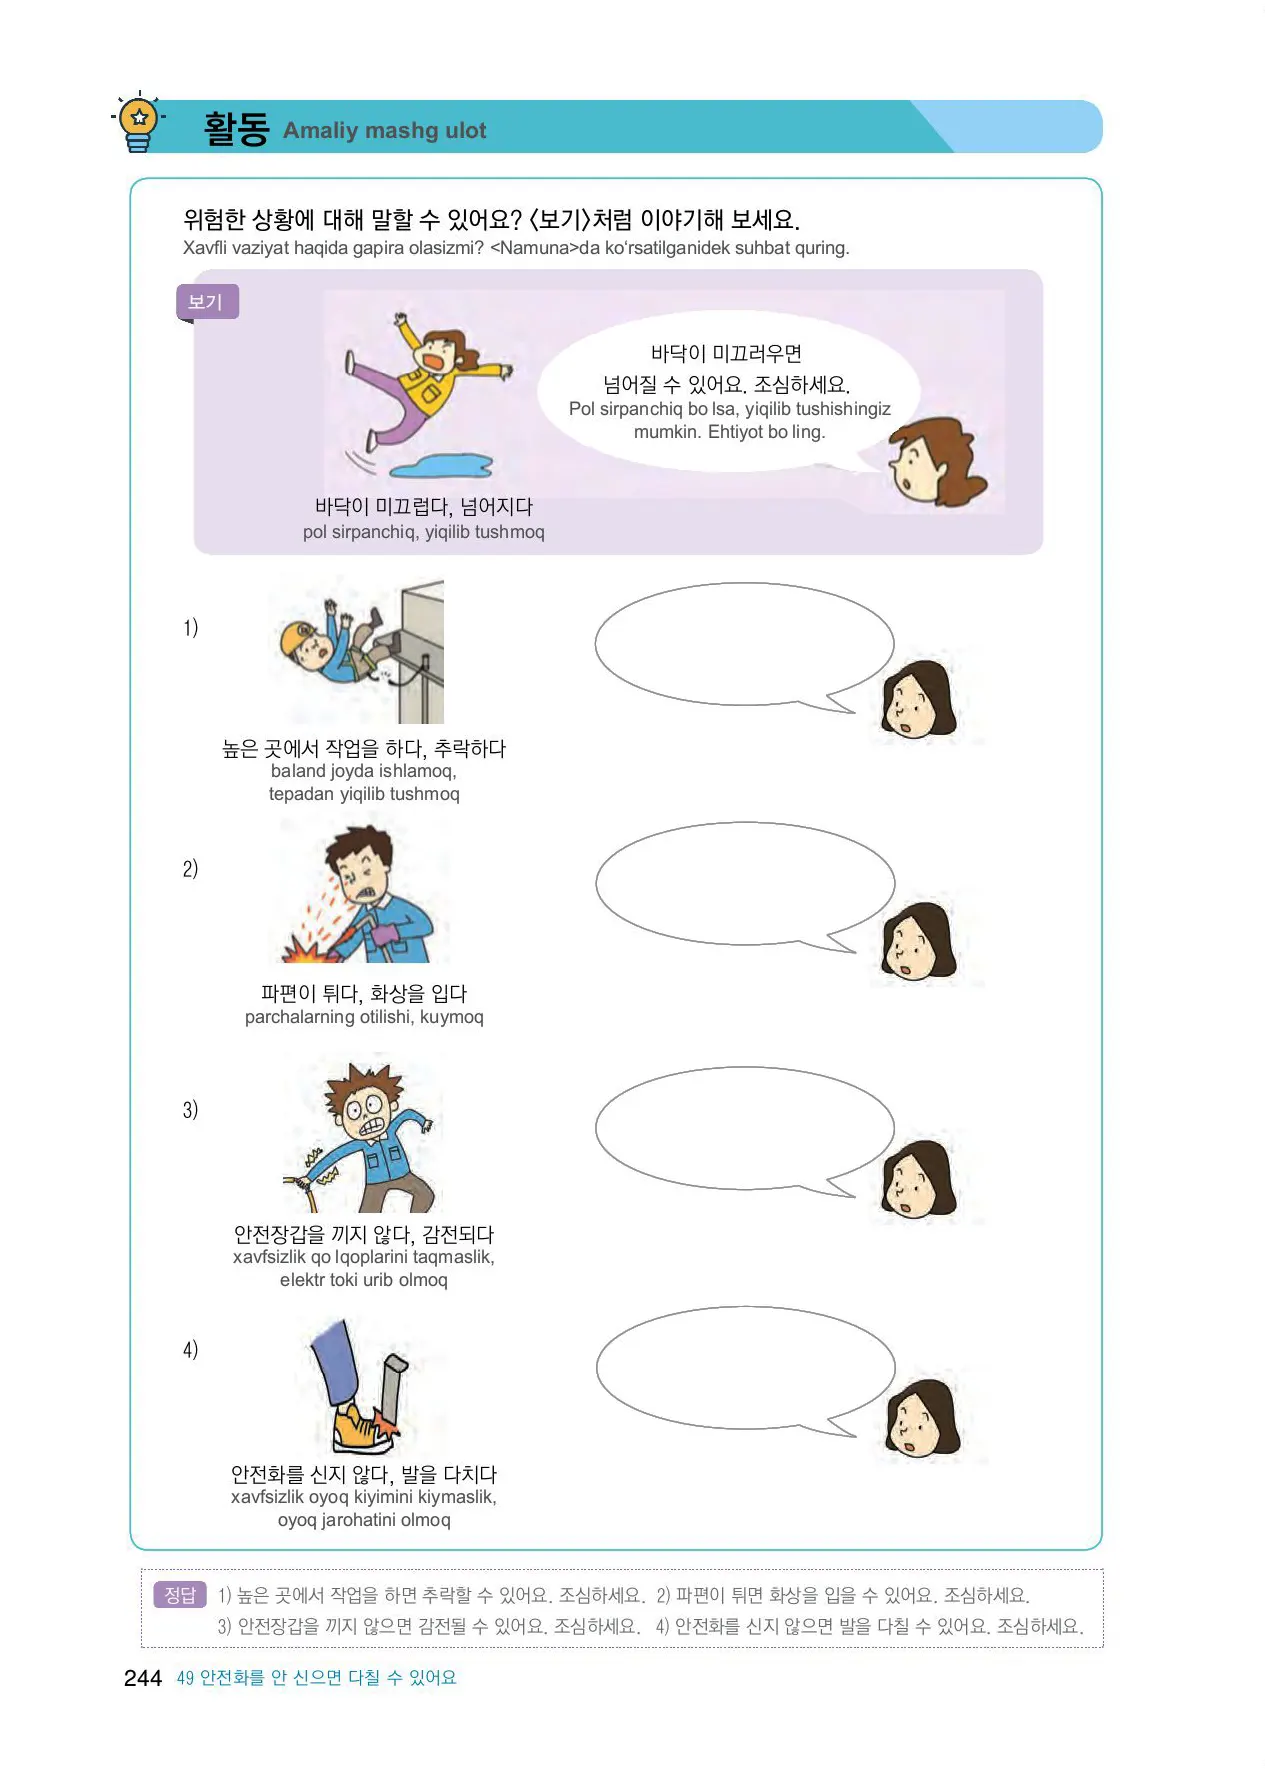 활동 Amaliy mashg ulot
위험한 상황에 대해 말할 수 있어요? 〈보기〉처럼 이야기해 보세요.
Xavfli vaziyat haqida gapira olasizmi? <Namuna>da ko‘rsatilganidek suhbat quring.
보기
바닥이 미끄러우면
넘어질 수 있어요. 조심하세요.
Pol sirpanchiq bo lsa, yiqilib tushishingiz
mumkin. Ehtiyot bo ling.
바닥이 미끄럽다, 넘어지다
pol sirpanchiq, yiqilib tushmoq
1)
높은 곳에서 작업을 하다, 추락하다
baland joyda ishlamoq,
tepadan yiqilib tushmoq
2)
파편이 튀다, 화상을 입다
parchalarning otilishi, kuymoq
3)
안전장갑을 끼지 않다, 감전되다
xavfsizlik qo lqoplarini taqmaslik,
elektr toki urib olmoq
4)
안전화를 신지 않다, 발을 다치다
xavfsizlik oyoq kiyimini kiymaslik,
oyoq jarohatini olmoq
정답 1) 높은 곳에서 작업을 하면 추락할 수 있어요. 조심하세요. 2) 파편이 튀면 화상을 입을 수 있어요. 조심하세요.
3) 안전장갑을 끼지 않으면 감전될 수 있어요. 조심하세요. 4) 안전화를 신지 않으면 발을 다칠 수 있어요. 조심하세요.
244 49 안전화를 안 신으면 다칠 수 있어요